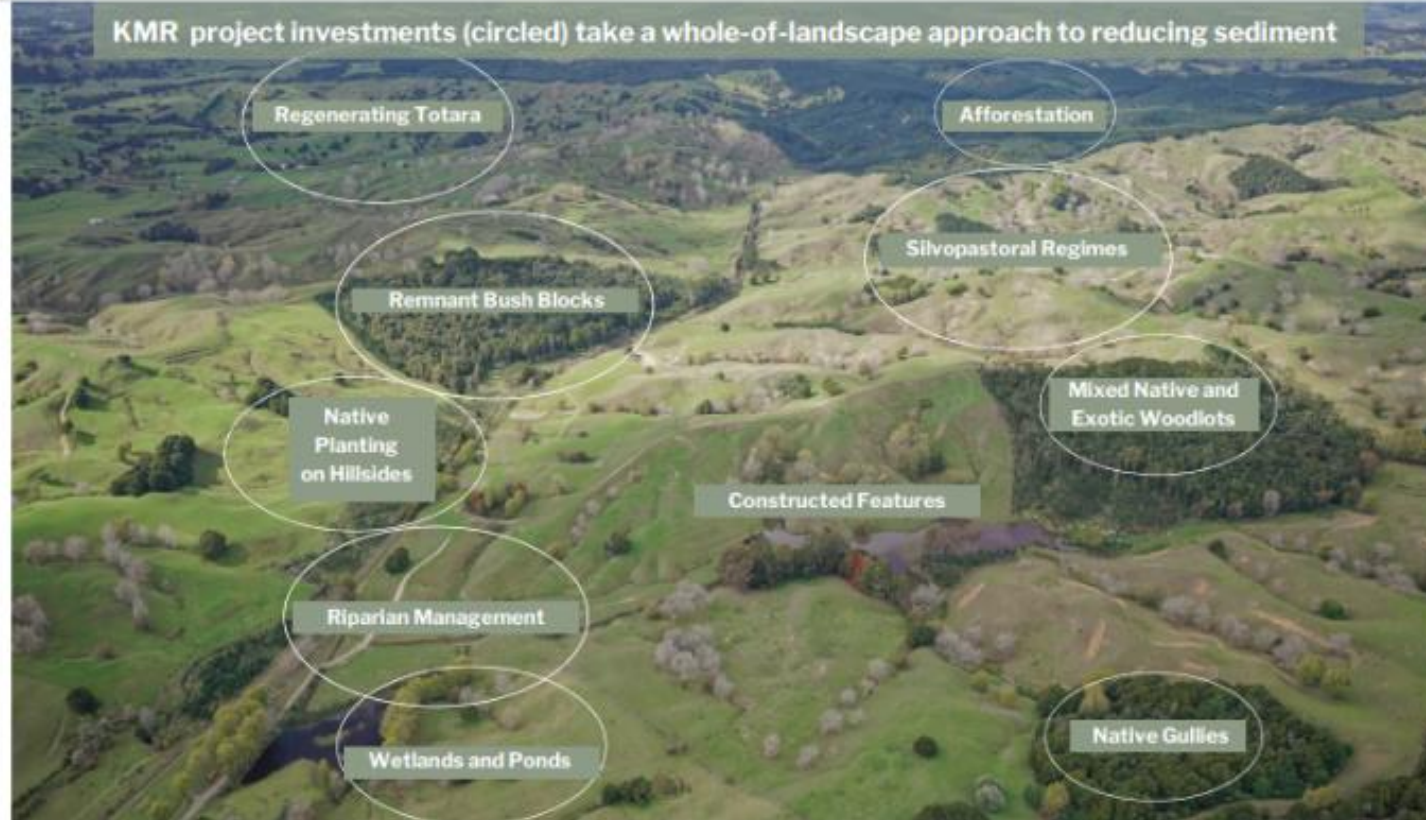 KMR project investments (circled) take a whole-of-landscape approach to reducing sediment
Regenerating Totara
Afforestation
Silvopastoral Regimes
Remnant Bush Blocks
Mixed Native and
Exotic Woodlots
Native
Planting
on Hillsides
Constructed Features
Riparian Management
Native Gullies
Wetlands and Ponds